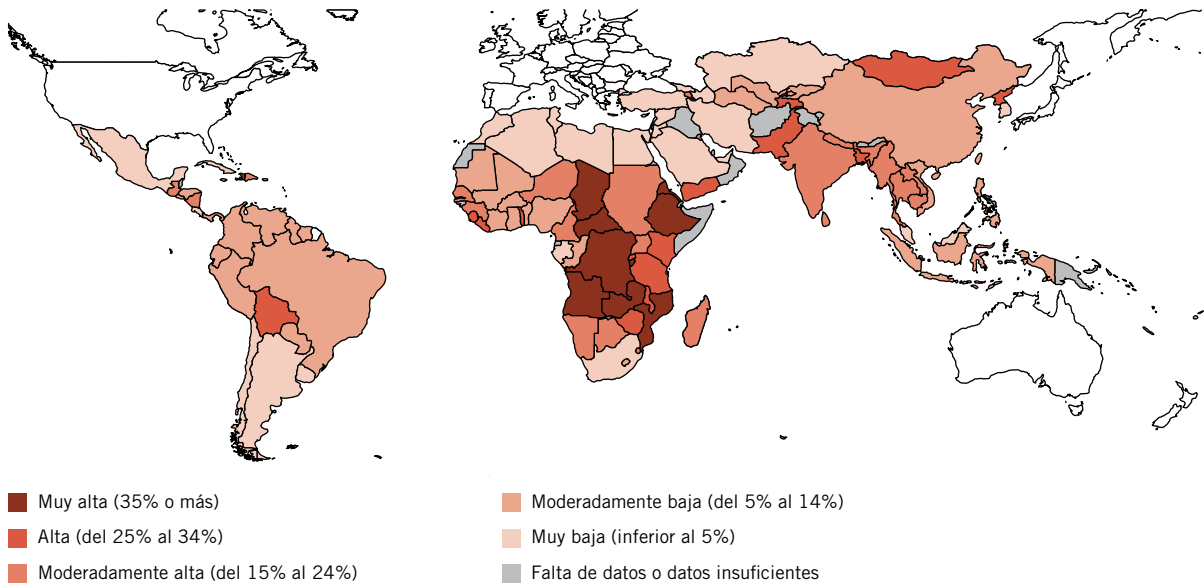 Muy alta (35% o más)
Alta (del 25% al 34%)
Moderadamente alta (del 15% al 24%)
Moderadamente baja (del 5% al 14%)
Muy baja (inferior al 5%)
Falta de datos o datos insuficientes